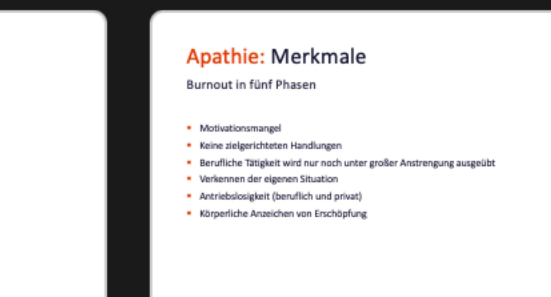 Apathie: Merkmale
Burnout in fünf Phasen
▪ Motivationsmangel
▪ Keine zielgerichteten Handlungen
▪ Berufliche Tätigkeit wird nur noch unter großer Anstrengung ausgeübt
▪ Verkennen der eigenen Situation
▪ Antriebslosigkeit (beruflich und privat)
▪ Körperliche Anzeichen von Erschöpfung